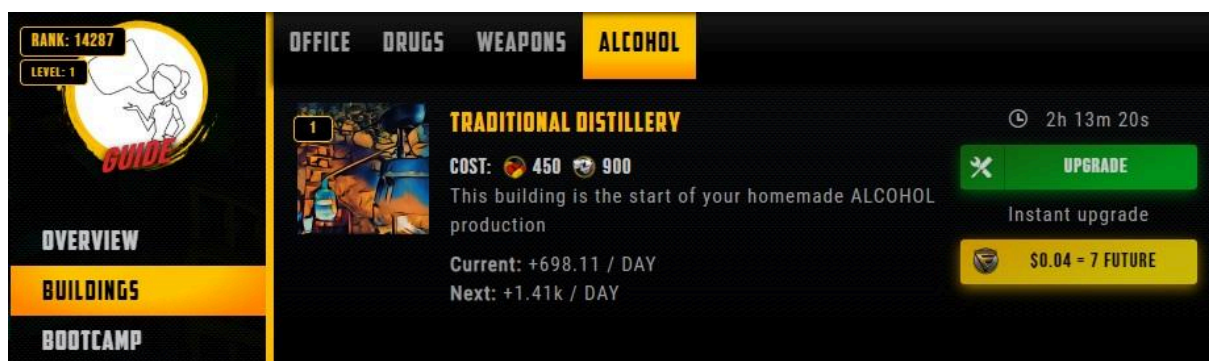 RANK: 14287
LEVEL: 1
GUIDE
OVERVIEW
BUILDINGS
BOOTCAMP
OFFICE DRUGS WEAPONS ALCOHOL
1
TRADITIONAL DISTILLERY
COST: 450 900
This building is the start of your homemade ALCOHOL
production
Current: +698.11 / DAY
Next: +1.41k / DAY
2h 13m 20s
UPGRADE
Instant upgrade
$0.04 = 7 FUTURE